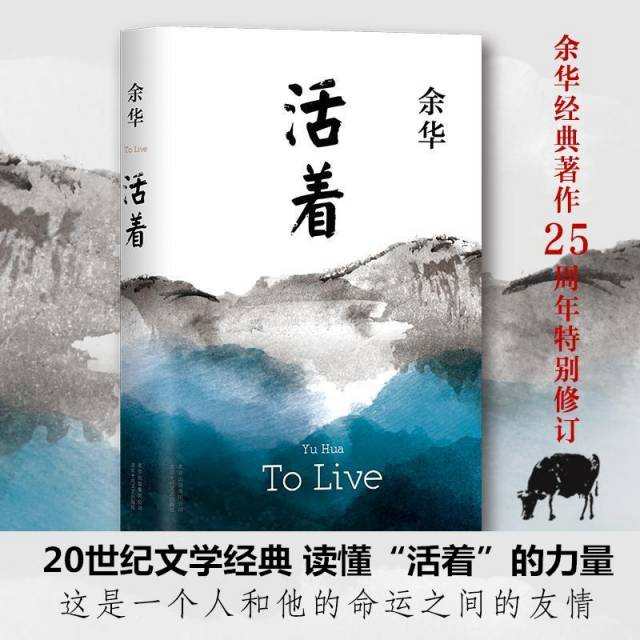 余华
To Live
活着
活着
余华
Yu Hua
To Live
余华经典著作25周年特别修订
20世纪文学经典 读懂“活着”的力量
这是一个人和他的命运之间的友情